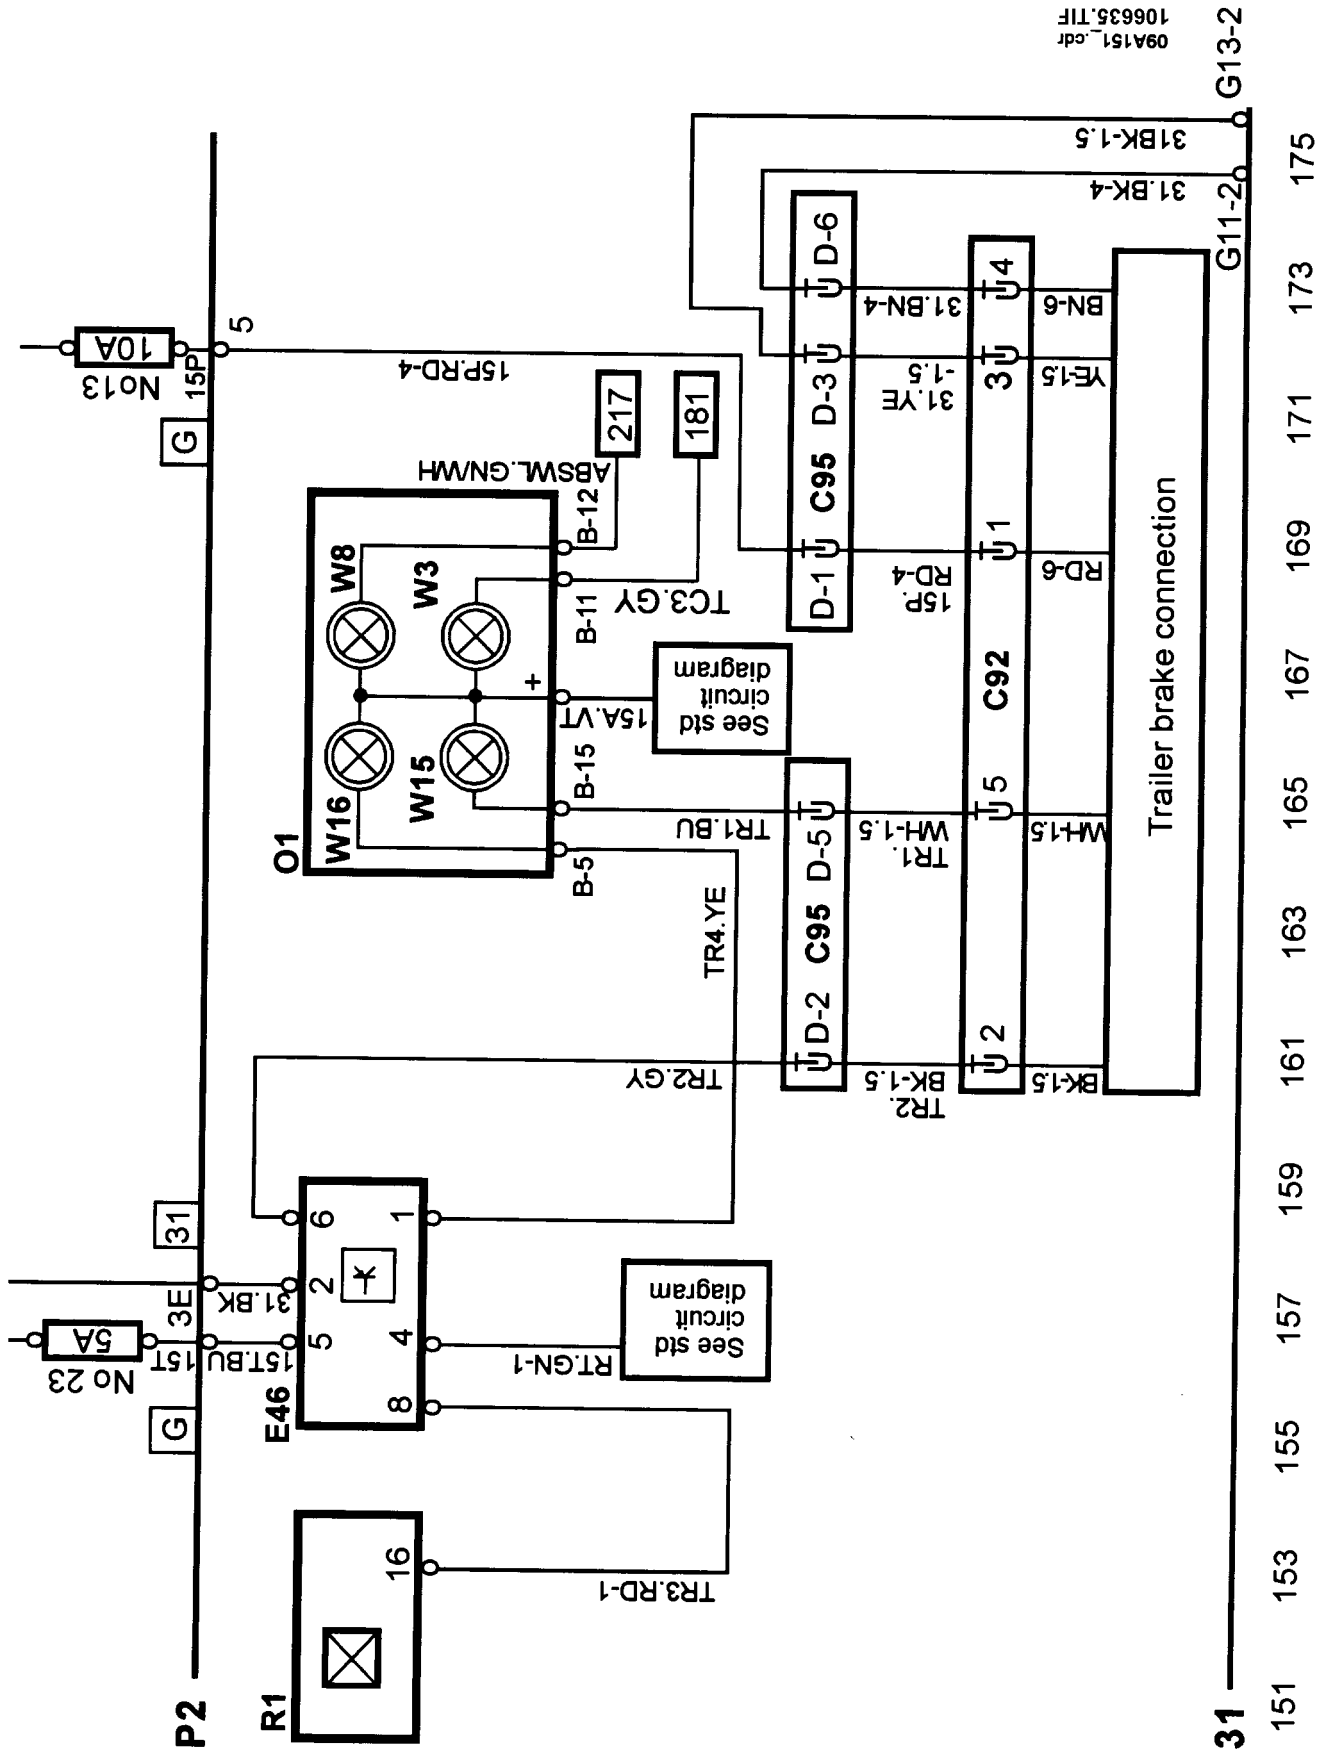 P2
G
No 23
5A
15T
3E
31
G
No13
10A
15P
5
15T.BU
31.BK
15P.RD-4
R1
16
TR3.RD-1
E46
5
2
6
8
4
1
RT.GN-1
See std
circuit
diagram
TR2.GY
TR4.YE
O1
W16
W8
W15
W3
+
B-5
B-15
B-11
B-12
TR1.BU
15A.VT
TC3.GY
ABSWL.GN/WH
217
181
See std
circuit
diagram
D-2
C95
D-5
D-1
C95
D-3
D-6
TR2.
BK-1.5
TR1.
WH-1.5
15P.
RD-4
31.YE
-1.5
31.BN-4
31.BK-4
31BK-1.5
2
5
C92
1
3
4
BK-1.5
WH-1.5
RD-6
YE-1.5
BN-6
Trailer brake connection
31
G11-2
G13-2
151
153
155
157
159
161
163
165
167
169
171
173
175
09A151_.cdr
106635.TIF